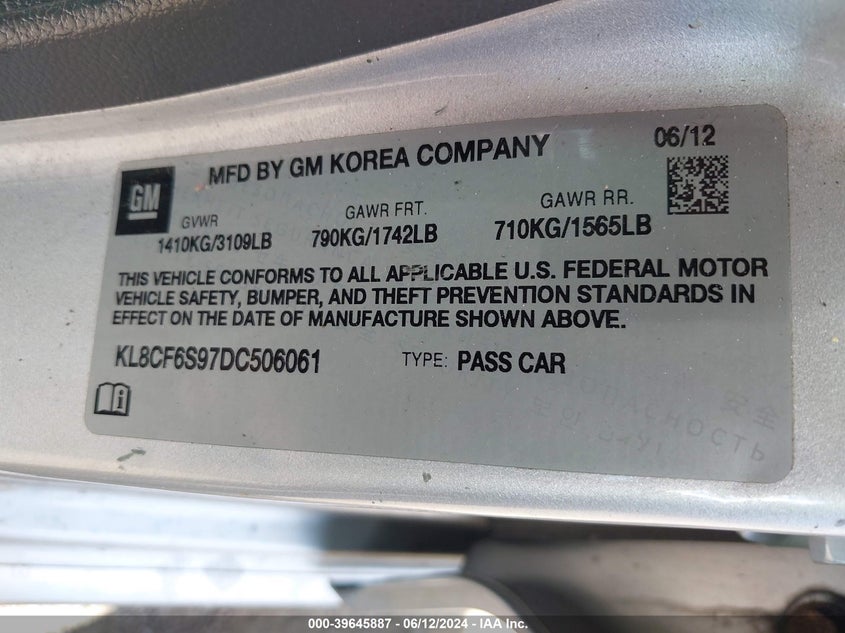 MFD BY GM KOREA COMPANY
06/12
GM
GVWR
1410KG/3109LB
GAWR FRT.
790KG/1742LB
GAWR RR.
710KG/1565LB
THIS VEHICLE CONFORMS TO ALL APPLICABLE U.S. FEDERAL MOTOR
VEHICLE SAFETY, BUMPER, AND THEFT PREVENTION STANDARDS IN
EFFECT ON THE DATE OF MANUFACTURE SHOWN ABOVE.
KL8CF6S97DC506061
TYPE: PASS CAR
安全
000-39645887 - 06/12/2024 - IAA Inc.